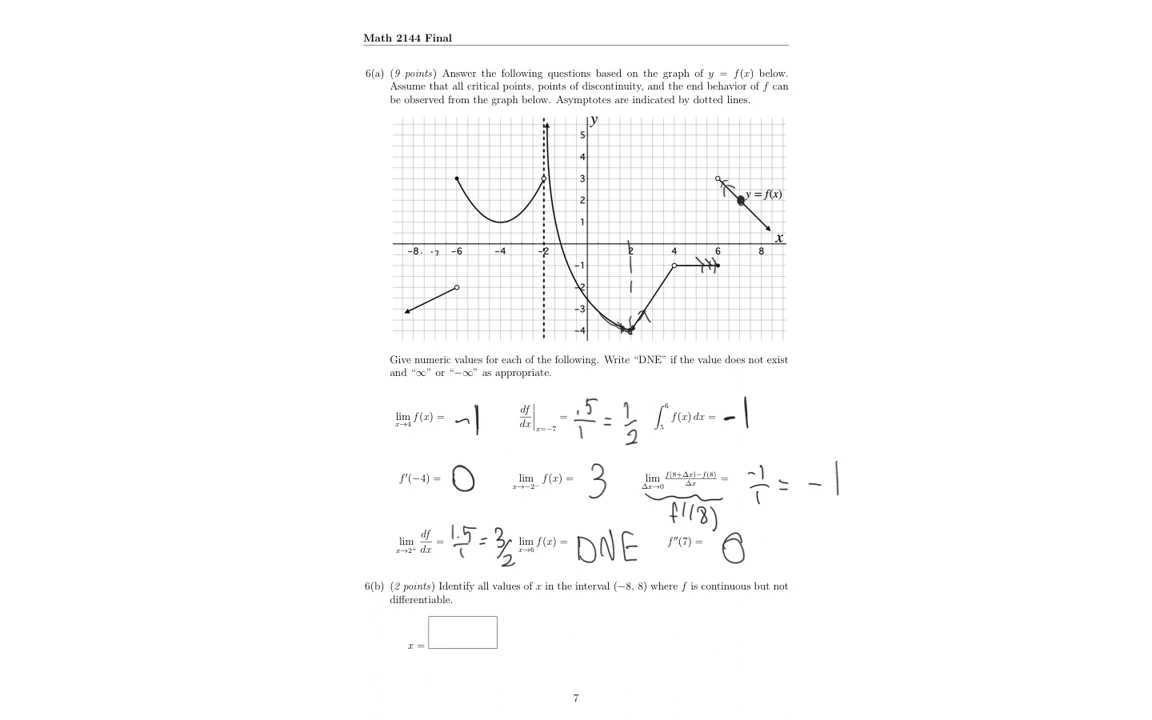 Math 2144 Final
6(a) (9 points) Answer the following questions based on the graph of y = f(x) below.
Assume that all critical points, points of discontinuity, and the end behavior of f can
be observed from the graph below. Asymptotes are indicated by dotted lines.
y
5
4
3
2
1
y = f(x)
x
-8 -6 -4 -2 2 4 6 8
-1
-2
-3
-4
Give numeric values for each of the following. Write “DNE” if the value does not exist
and “∞” or “−∞” as appropriate.
lim x→4 f(x) = -1 df/dx|x=−7 = .5/1 = 1/2 ∫₅⁶ f(x) dx = -1
f′(−4) = 0 lim x→−2⁻ f(x) = 3 lim Δx→0 f(8+Δx)−f(8)/Δx = -1/1 = -1
f'(8)
lim x→2⁺ df/dx = 1.5/1 = 3/2 lim x→6 f(x) = DNE f″(7) = 0
6(b) (2 points) Identify all values of x in the interval (−8, 8) where f is continuous but not
differentiable.
x =
7